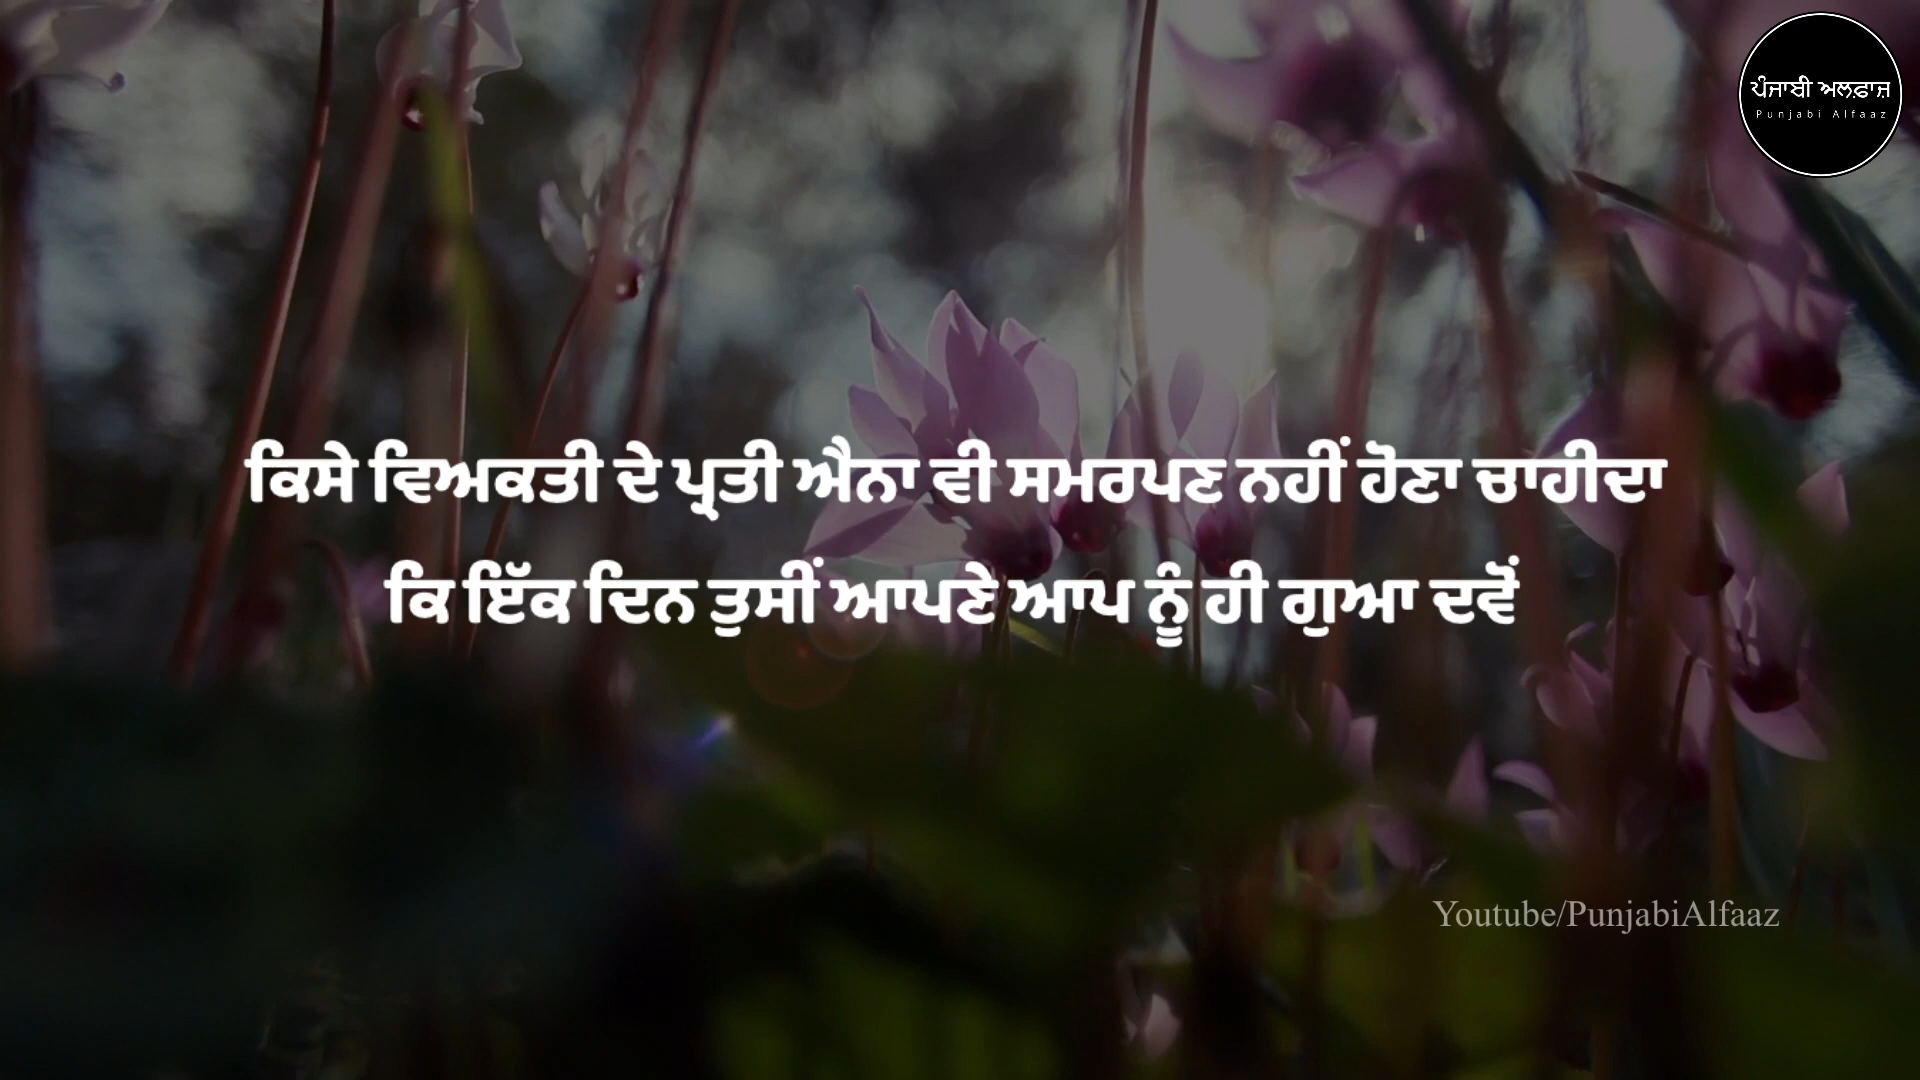 ਪੰਜਾਬੀ ਅਲਫ਼ਾਜ਼
Punjabi Alfaaz
ਕਿਸੇ ਵਿਅਕਤੀ ਦੇ ਪ੍ਰਤੀ ਐਨਾ ਵੀ ਸਮਰਪਣ ਨਹੀਂ ਹੋਣਾ ਚਾਹੀਦਾ
ਕਿ ਇੱਕ ਦਿਨ ਤੁਸੀਂ ਆਪਣੇ ਆਪ ਨੂੰ ਹੀ ਗੁਆ ਦਵੋਂ
Youtube/PunjabiAlfaaz